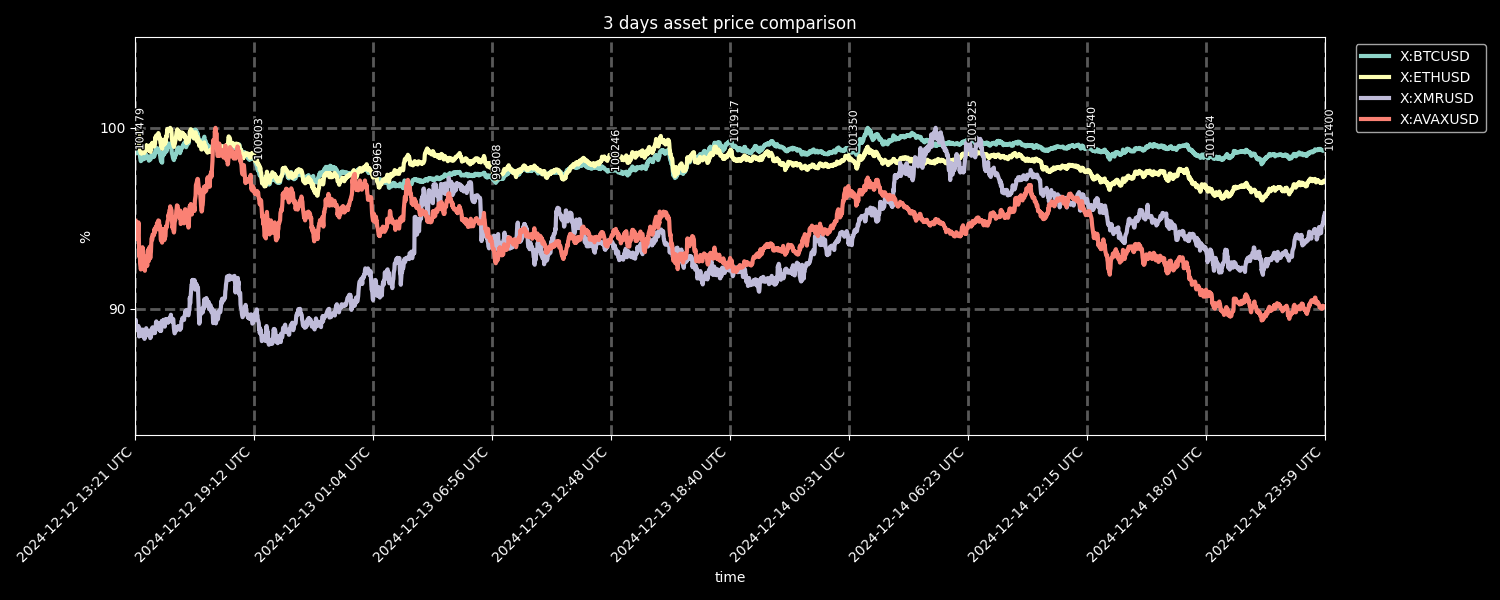 3 days asset price comparison
X:BTCUSD
X:ETHUSD
X:XMRUSD
X:AVAXUSD
100
90
%
101479
100903
99965
99808
100246
101917
101350
101925
101540
101064
101400
2024-12-12 13:21 UTC
2024-12-12 19:12 UTC
2024-12-13 01:04 UTC
2024-12-13 06:56 UTC
2024-12-13 12:48 UTC
2024-12-13 18:40 UTC
2024-12-14 00:31 UTC
2024-12-14 06:23 UTC
2024-12-14 12:15 UTC
2024-12-14 18:07 UTC
2024-12-14 23:59 UTC
time